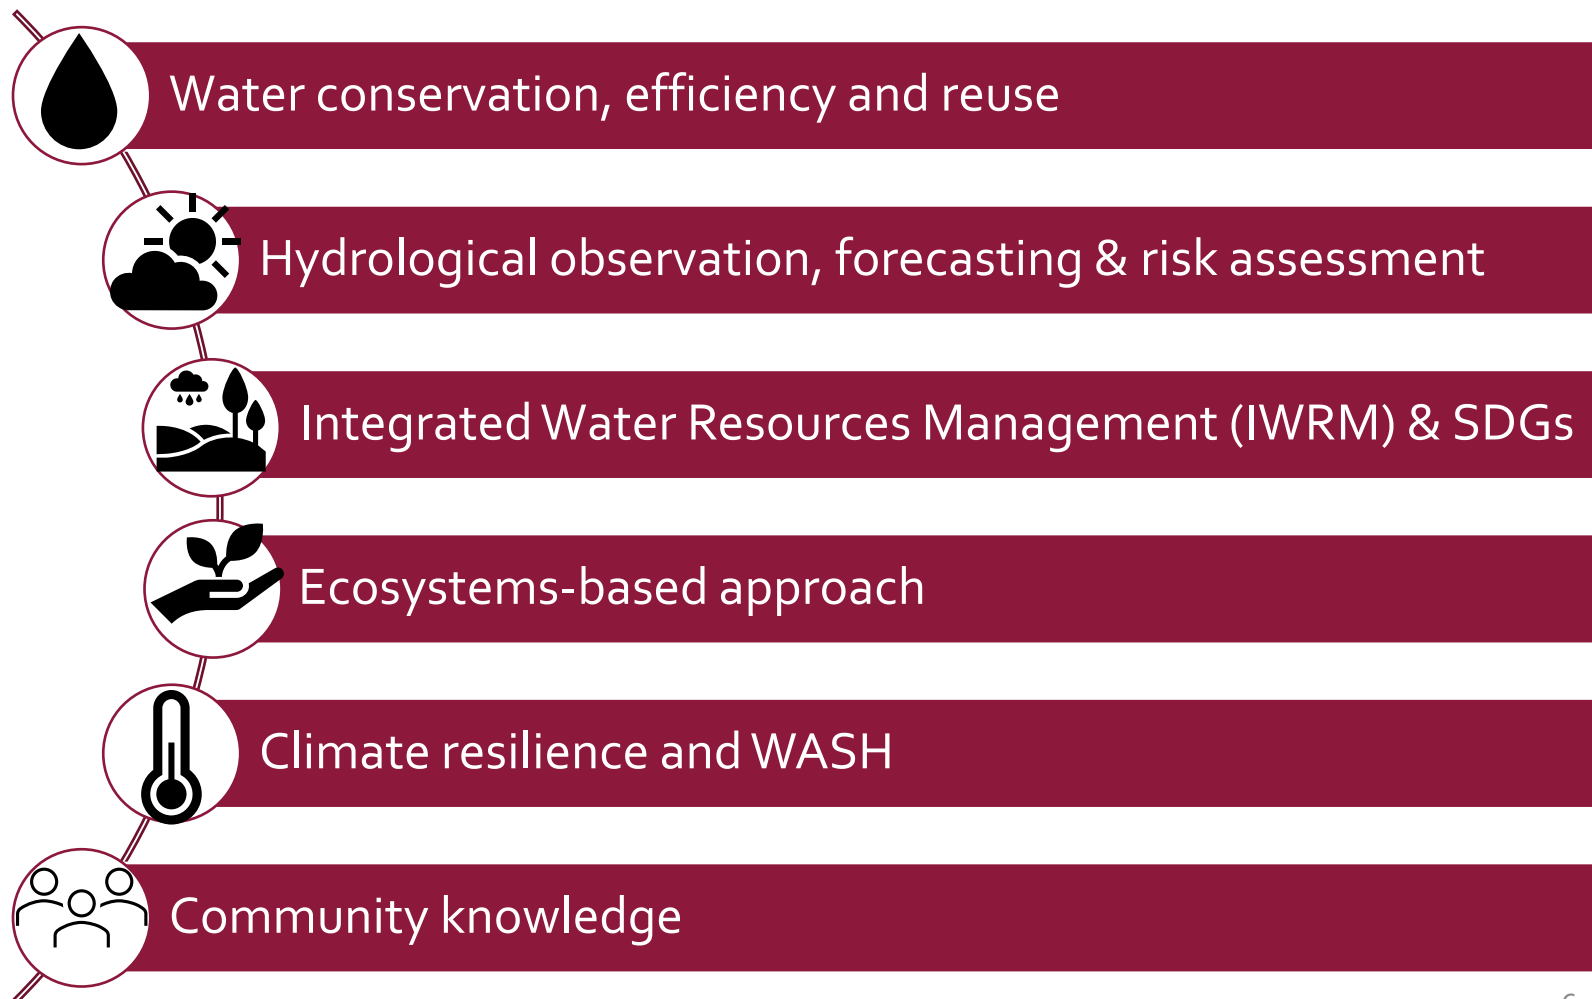 Water conservation, efficiency and reuse
Hydrological observation, forecasting & risk assessment
Integrated Water Resources Management (IWRM) & SDGs
Ecosystems-based approach
Climate resilience and WASH
Community knowledge